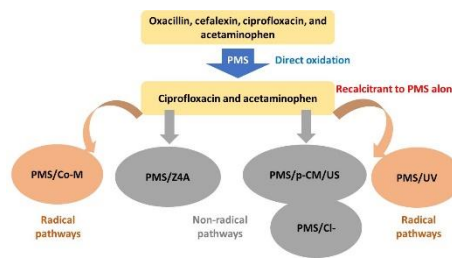 Oxacillin, cefalexin, ciprofloxacin, and
acetaminophen
PMS
Direct oxidation
Recalcitrant to PMS alon
Ciprofloxacin and acetaminophen
PMS/Co-M
PMS/Z4A
PMS/p-CM/US
PMS/UV
PMS/Cl-
Radical
pathways
Non-radical
pathways
Radical
pathways